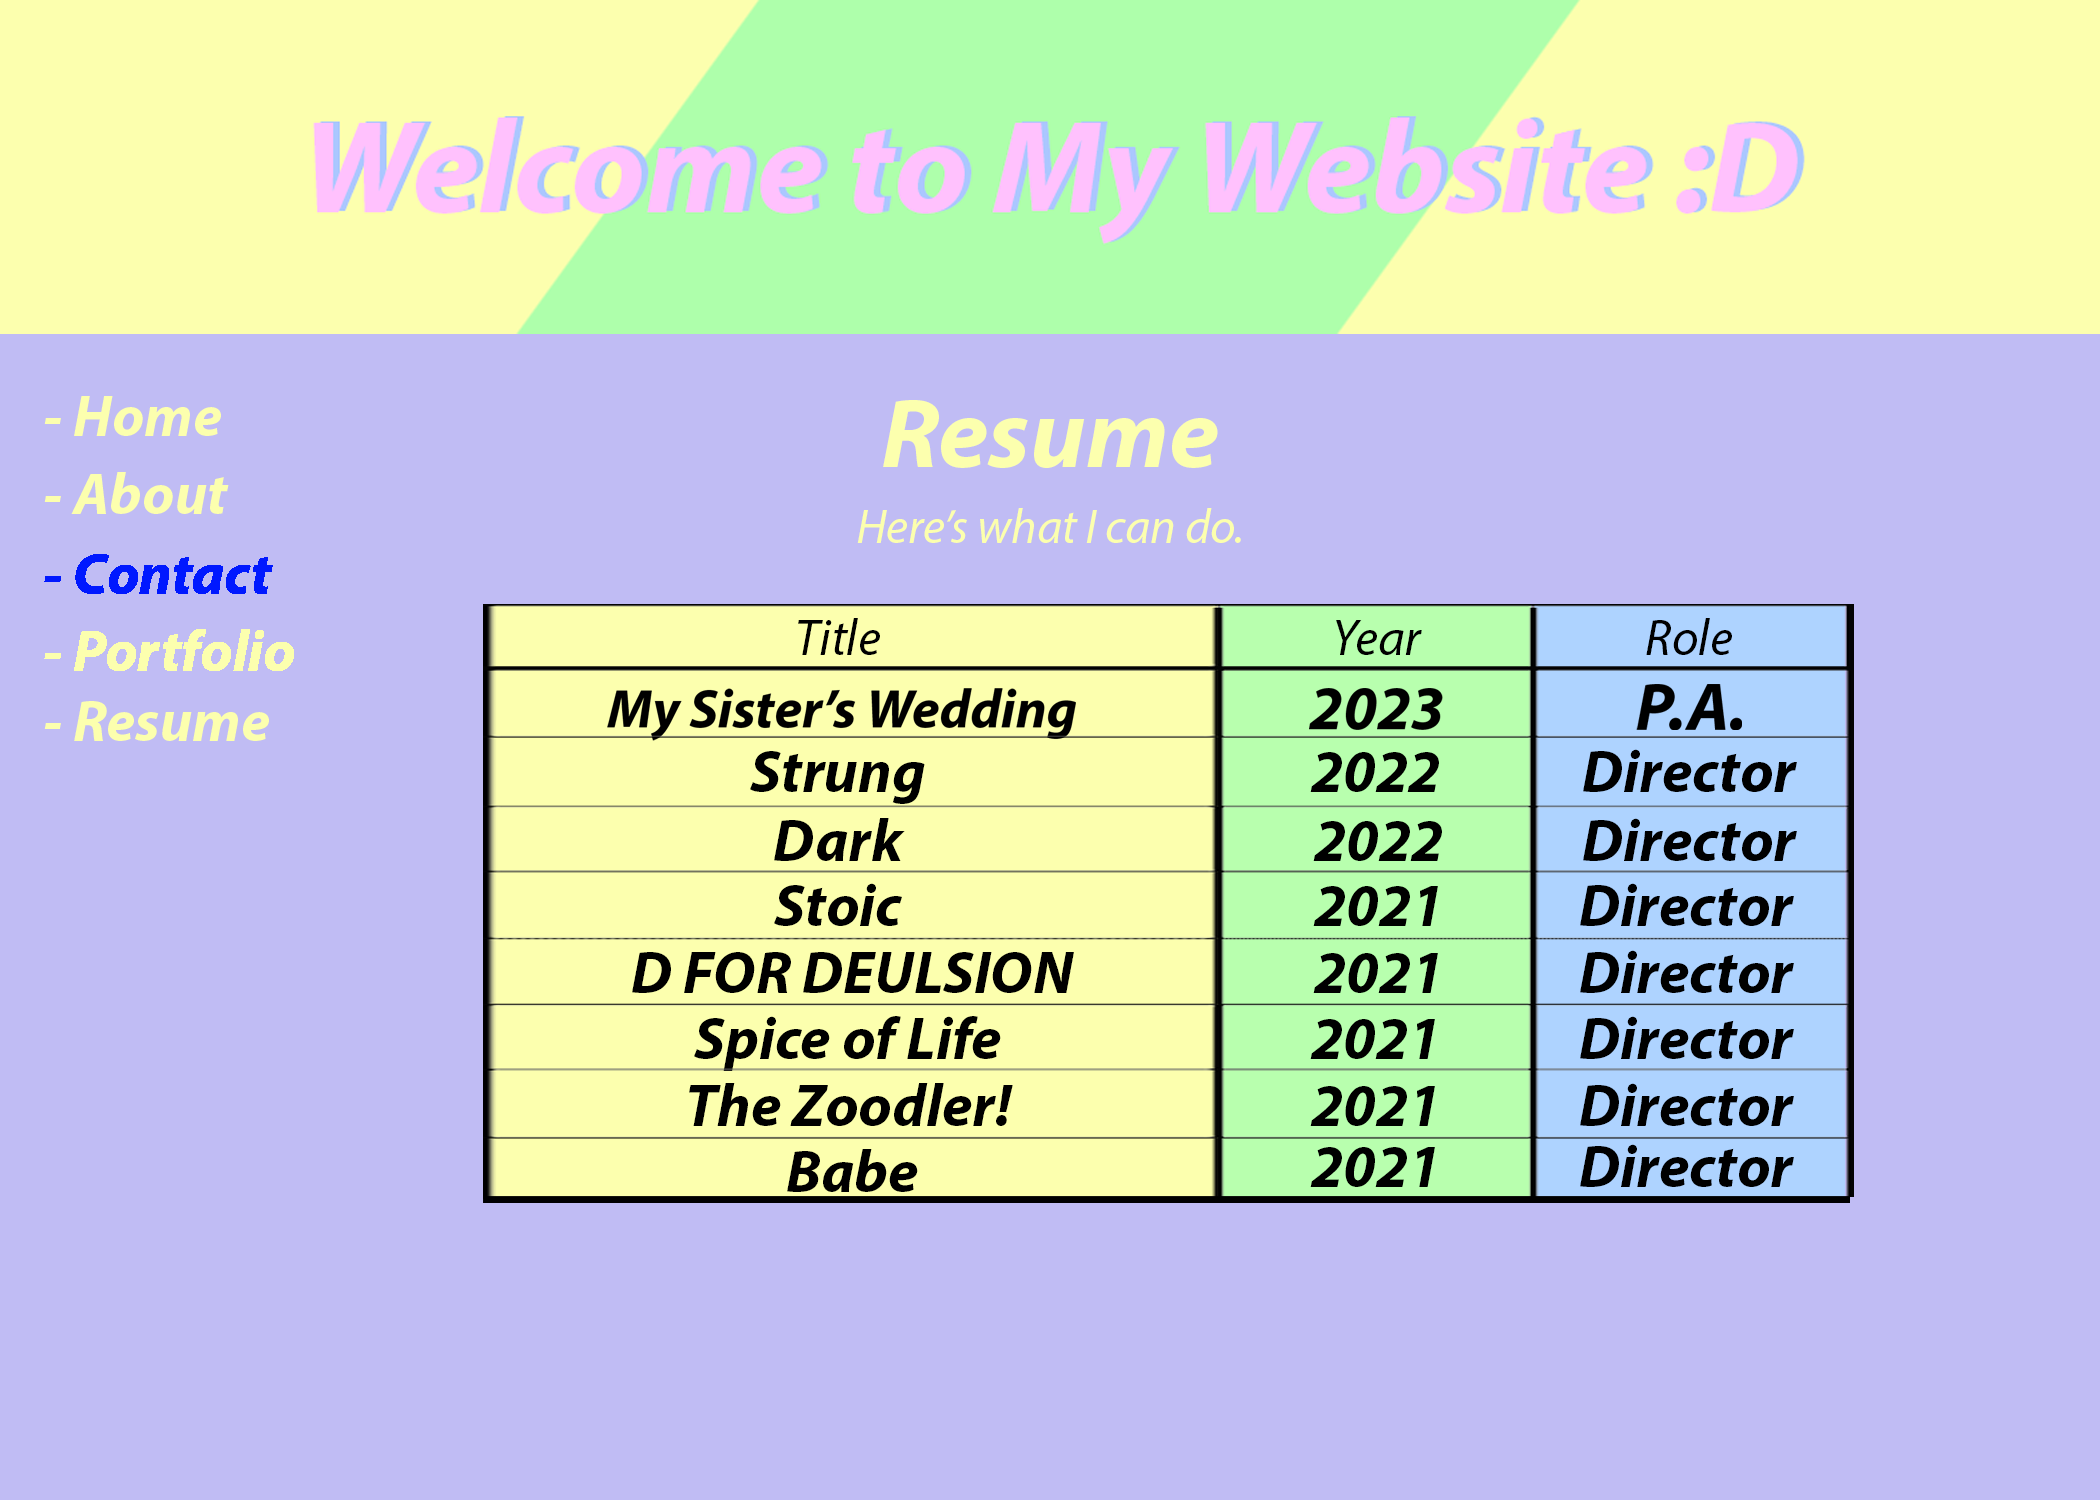 Welcome to My Website :D
- Home
- About
- Contact
- Portfolio
- Resume
Resume
Here's what I can do.
Title Year Role
My Sister's Wedding 2023 P.A.
Strung 2022 Director
Dark 2022 Director
Stoic 2021 Director
D FOR DEULSION 2021 Director
Spice of Life 2021 Director
The Zoodler! 2021 Director
Babe 2021 Director